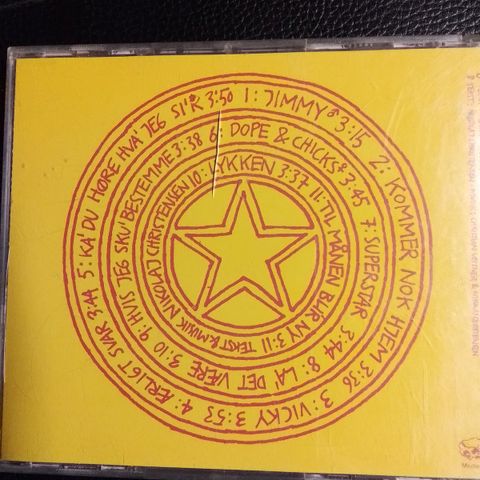 1: JIMMY 3:15 2: KOMMER NOK HJEM 3:36 3: VICKY 3:53 4: ÆRLIGT SVAR 3:44 5: KA' DU HØRE HVA' JEG SI'R 3:50
6: DOPE & CHICKS 3:45 7: SUPERSTAR 3:44 8: LA' DET VÆRE 3:10 9: HVIS JEG SKU' BESTEMME 3:38
10: LYKKEN 3:37 11: TIL MÅNEN BLIR NY 3:11 TEKST & MUSIK NIKOLAJ CHRISTENSEN